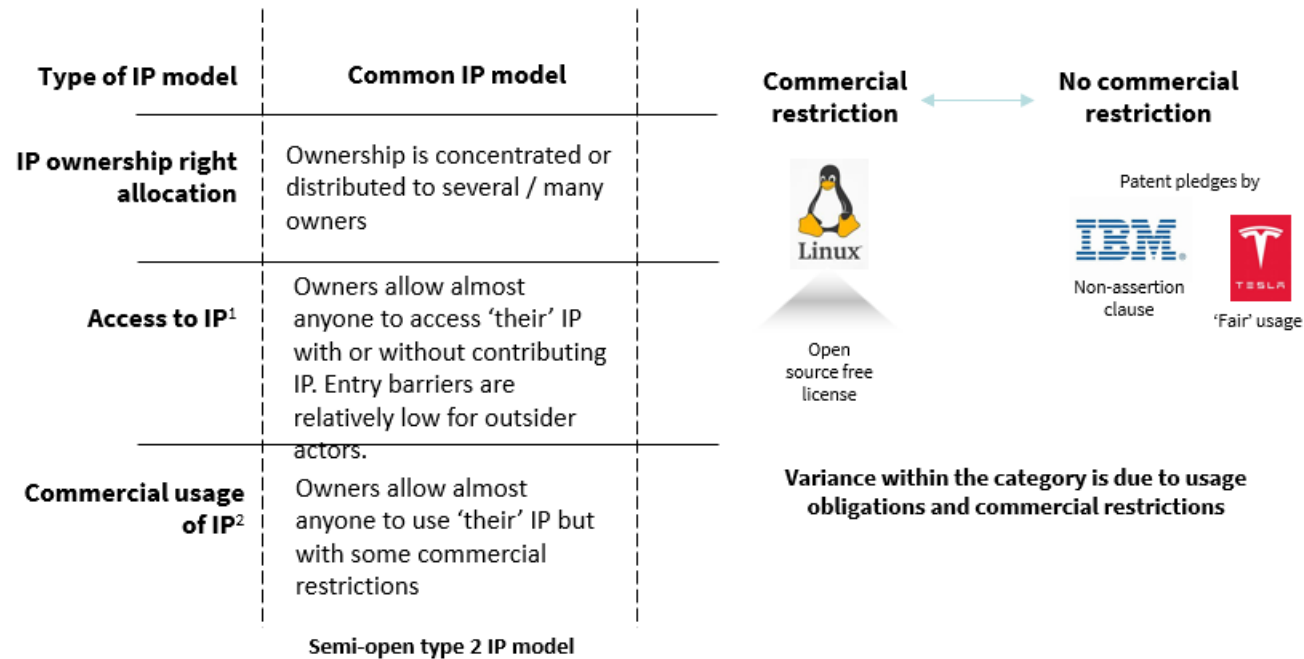 Type of IP model
Common IP model
IP ownership right
allocation
Ownership is concentrated or
distributed to several / many
owners
Access to IP1
Owners allow almost
anyone to access ‘their’ IP
with or without contributing
IP. Entry barriers are
relatively low for outsider
actors.
Commercial usage
of IP2
Owners allow almost
anyone to use ‘their’ IP but
with some commercial
restrictions
Semi-open type 2 IP model
Commercial
restriction
No commercial
restriction
Linux
Open
source free
license
Patent pledges by
IBM®
Non-assertion
clause
TESLA
‘Fair’ usage
Variance within the category is due to usage
obligations and commercial restrictions